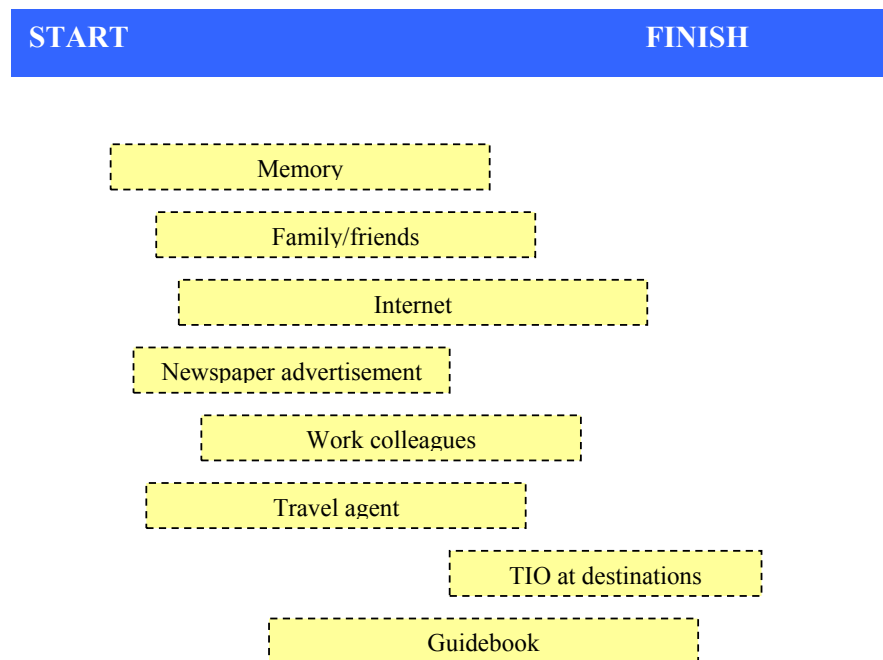 START FINISH
Memory
Family/friends
Internet
Newspaper advertisement
Work colleagues
Travel agent
TIO at destinations
Guidebook